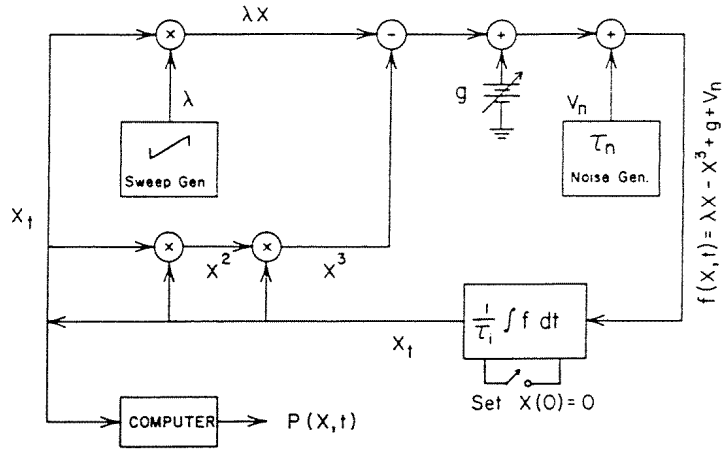 λX
×
−
+
+
λ
g
V_n
Sweep Gen
τ_n
Noise Gen.
f(X,t) = λX − X³ + g + V_n
X_t
×
×
X²
X³
1/τ_i ∫ f dt
X_t
Set X(0)=0
COMPUTER
P(X,t)